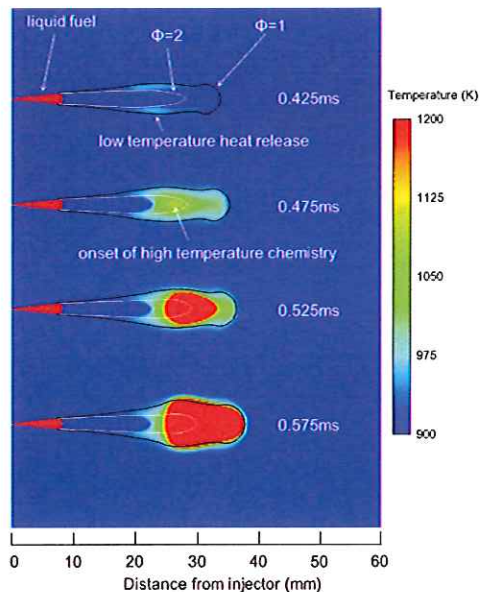 liquid fuel
Φ=2
Φ=1
0.425ms
low temperature heat release
0.475ms
onset of high temperature chemistry
0.525ms
0.575ms
Temperature (K)
1200
1125
1050
975
900
0 10 20 30 40 50 60
Distance from injector (mm)